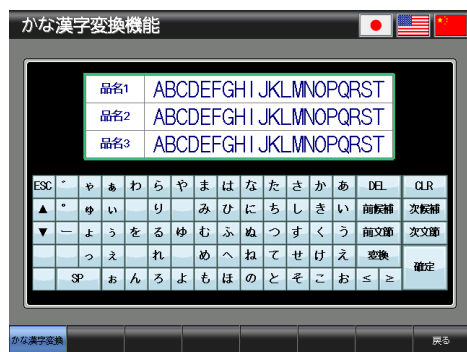 かな漢字変換機能
品名1 ABCDEFGHIJKLMNOPQRST
品名2 ABCDEFGHIJKLMNOPQRST
品名3 ABCDEFGHIJKLMNOPQRST
ESC ゛ ゃ ぁ わ ら や ま は な た さ か あ DEL CLR
▲ ゜ ゅ ぃ り み ひ に ち し き い 前候補 次候補
▼ ー ょ ぅ を る ゆ む ふ ぬ つ す く う 前文節 次文節
っ ぇ れ め へ ね て せ け え 変換 確定
SP ぉ ん ろ よ も ほ の と そ こ お ≤ ≥
かな漢字変換 戻る